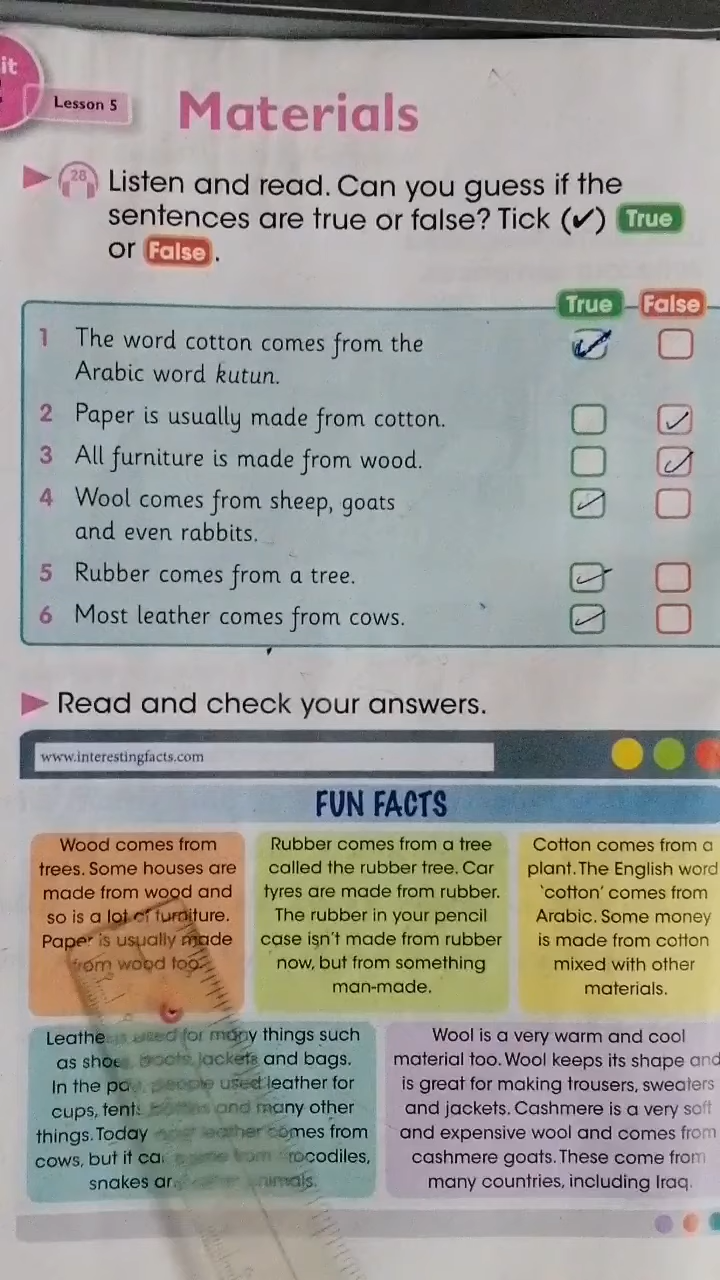 it
Lesson 5
Materials
28
Listen and read. Can you guess if the
sentences are true or false? Tick (✔) True
or False.
True False
1 The word cotton comes from the ✓
Arabic word kutun.
2 Paper is usually made from cotton. ✓
3 All furniture is made from wood. ✓
4 Wool comes from sheep, goats ✓
and even rabbits.
5 Rubber comes from a tree. ✓
6 Most leather comes from cows. ✓
Read and check your answers.
www.interestingfacts.com
FUN FACTS
Wood comes from
trees. Some houses are
made from wood and
so is a lot of furniture.
Paper is usually made
from wood too.
Rubber comes from a tree
called the rubber tree. Car
tyres are made from rubber.
The rubber in your pencil
case isn't made from rubber
now, but from something
man-made.
Cotton comes from a
plant. The English word
'cotton' comes from
Arabic. Some money
is made from cotton
mixed with other
materials.
Leather used for many things such
as shoes, boots, jackets and bags.
In the past, people used leather for
cups, tents, and many other
things. Today leather comes from
cows, but it can come from crocodiles,
snakes animals.
Wool is a very warm and cool
material too. Wool keeps its shape and
is great for making trousers, sweaters
and jackets. Cashmere is a very soft
and expensive wool and comes from
cashmere goats. These come from
many countries, including Iraq.